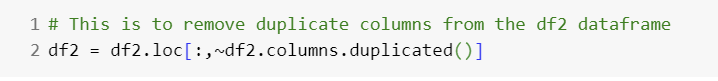 1 # This is to remove duplicate columns from the df2 dataframe
2 df2 = df2.loc[:,~df2.columns.duplicated()]